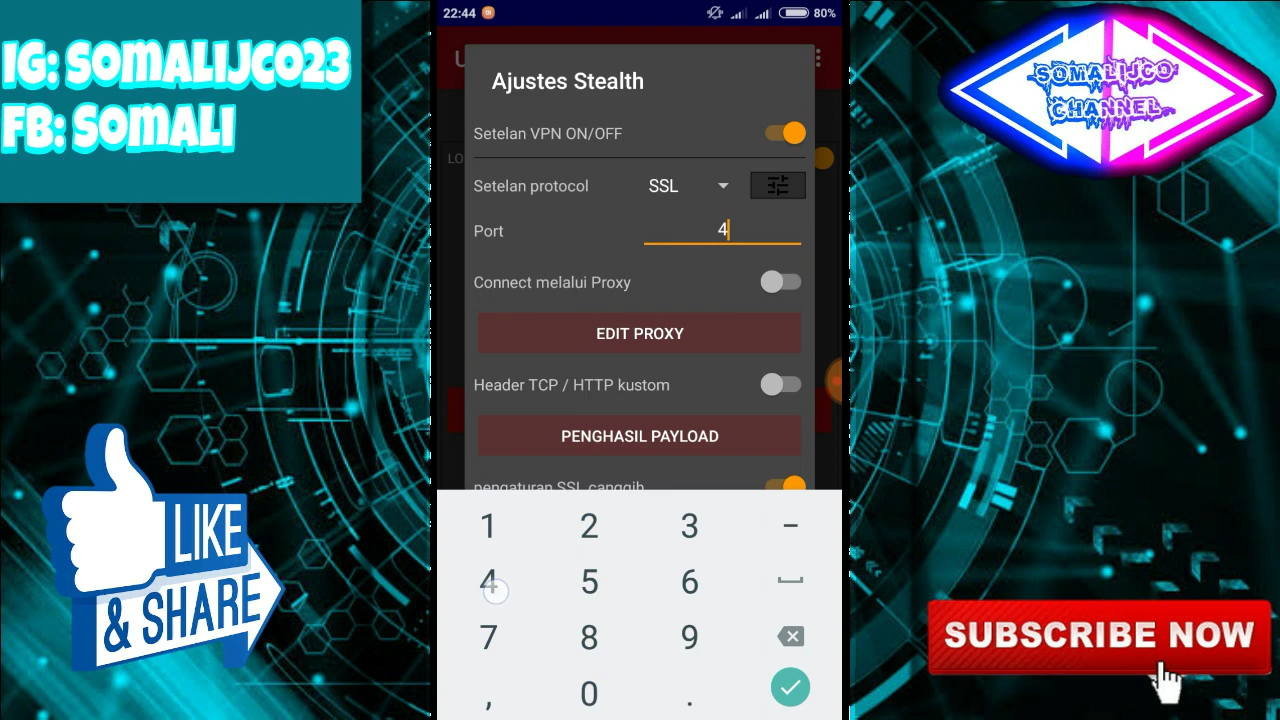 IG: SOMALIJCO23
FB: SOMALI
22:44
80%
Ajustes Stealth
Setelan VPN ON/OFF
LO
Setelan protocol
SSL
Port
4
Connect melalui Proxy
EDIT PROXY
Header TCP / HTTP kustom
PENGHASIL PAYLOAD
pengaturan SSL canggih
1 2 3 -
4 5 6
7 8 9
, 0 .
LIKE
& SHARE
SOMALIJCO
CHANNEL
SUBSCRIBE NOW